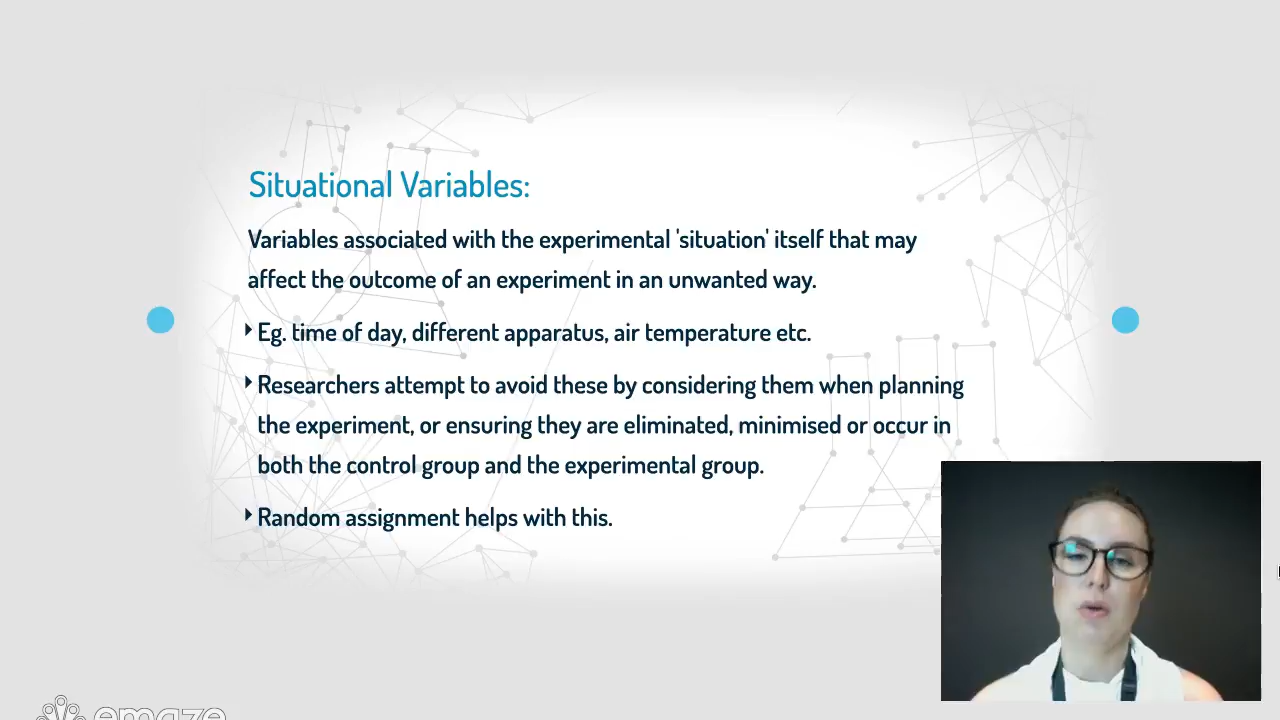 Situational Variables:
Variables associated with the experimental 'situation' itself that may
affect the outcome of an experiment in an unwanted way.
Eg. time of day, different apparatus, air temperature etc.
Researchers attempt to avoid these by considering them when planning
the experiment, or ensuring they are eliminated, minimised or occur in
both the control group and the experimental group.
Random assignment helps with this.
emaze